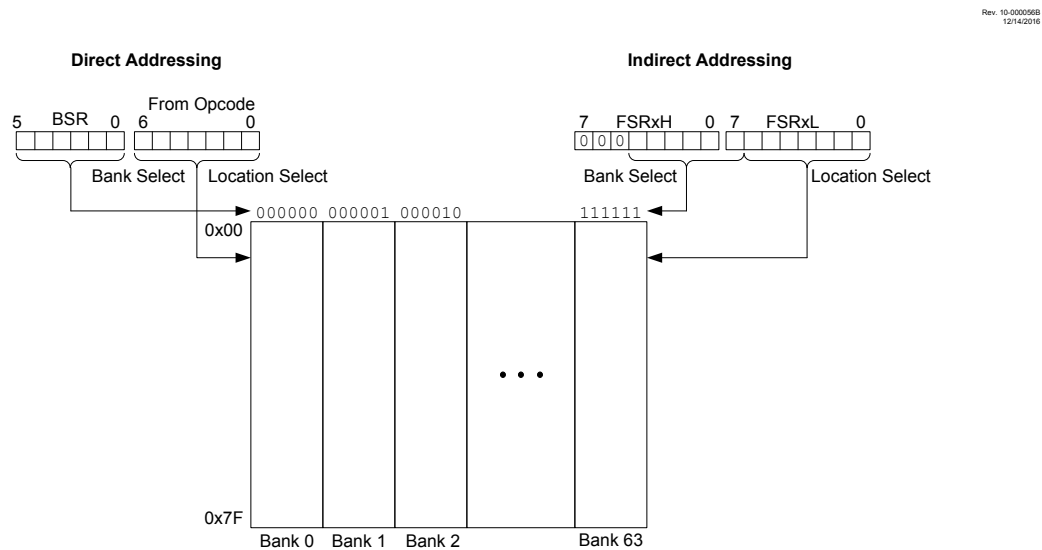 Rev. 10-000056B
12/14/2016
Direct Addressing
Indirect Addressing
From Opcode
5 BSR 0 6 0
7 FSRxH 0 7 FSRxL 0
0 0 0
Bank Select Location Select
Bank Select Location Select
000000 000001 000010 111111
0x00
0x7F
Bank 0 Bank 1 Bank 2 Bank 63